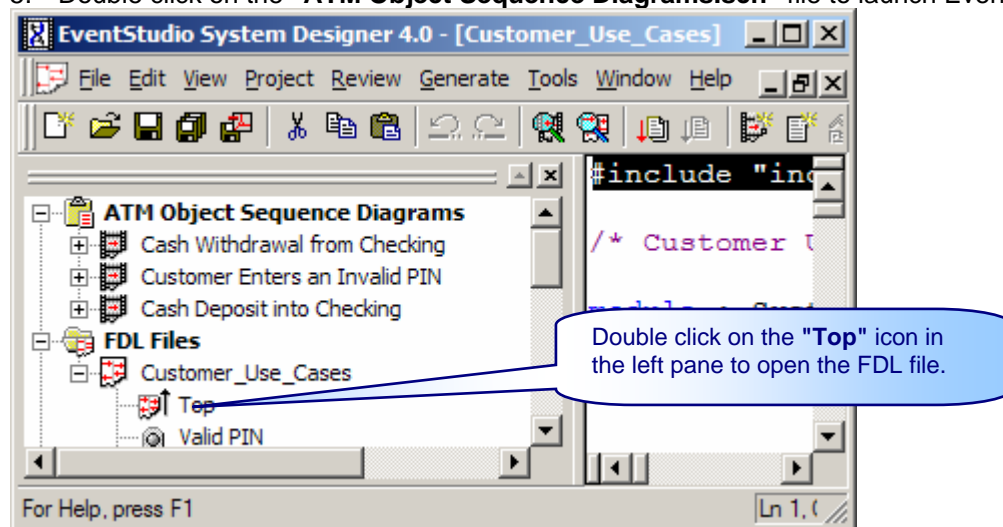 Double click on the "ATM Object Sequence Diagrams.scn" file to launch
EventStudio System Designer 4.0 - [Customer_Use_Cases]
File Edit View Project Review Generate Tools Window Help
#include "inc
ATM Object Sequence Diagrams
Cash Withdrawal from Checking
/* Customer U
Customer Enters an Invalid PIN
Cash Deposit into Checking
FDL Files
Double click on the "Top" icon in
the left pane to open the FDL file.
Customer_Use_Cases
Top
Valid PIN
For Help, press F1
Ln 1,